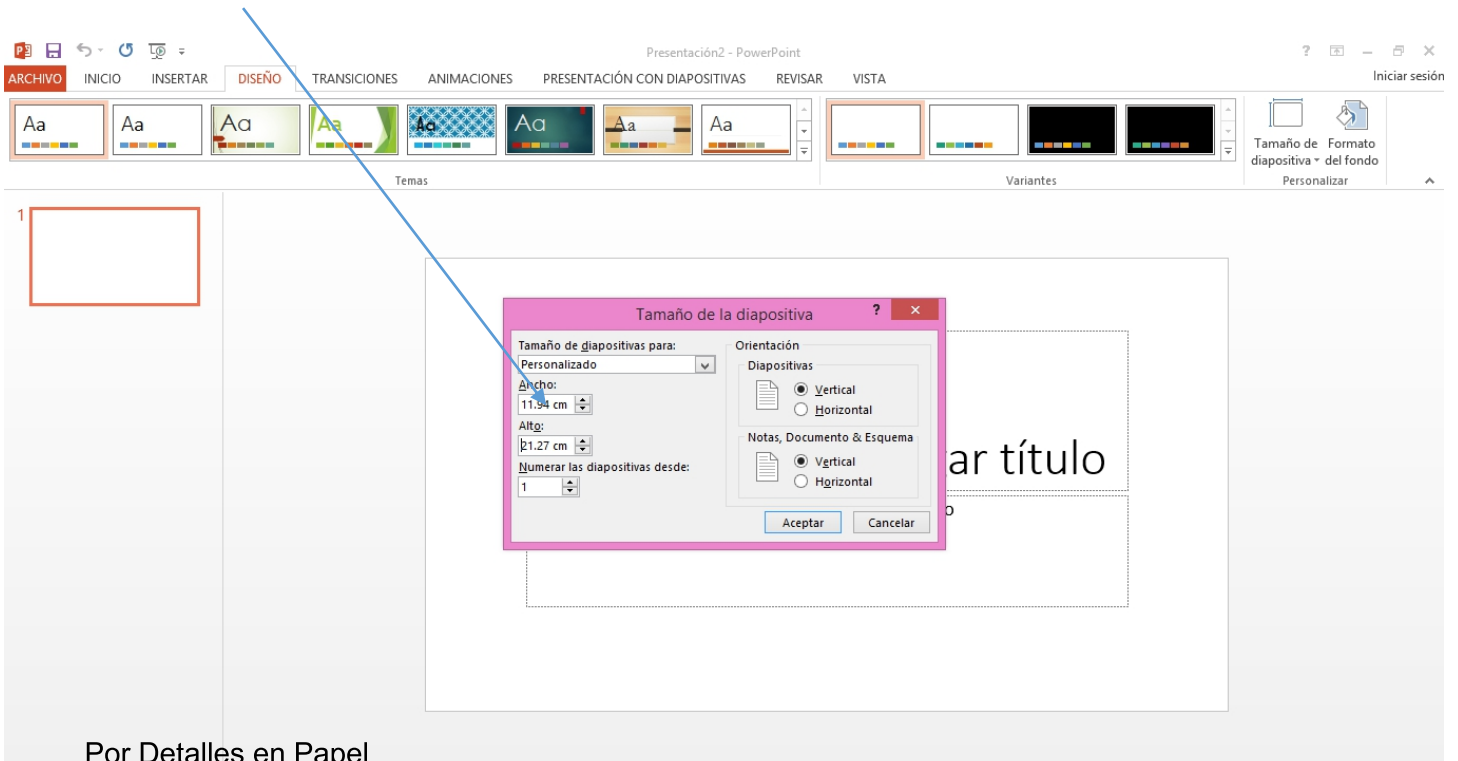 Presentación2 - PowerPoint
ARCHIVO INICIO INSERTAR DISEÑO TRANSICIONES ANIMACIONES PRESENTACIÓN CON DIAPOSITIVAS REVISAR VISTA Iniciar sesión
Aa Aa Aa Aa Aa Aa Aa Aa
Tamaño de diapositiva
Formato del fondo
Temas Variantes Personalizar
1
Tamaño de la diapositiva ? ×
Tamaño de diapositivas para:
Personalizado
Ancho:
11.94 cm
Alto:
21.27 cm
Numerar las diapositivas desde:
1
Orientación
Diapositivas
Vertical
Horizontal
Notas, Documento & Esquema
Vertical
Horizontal
Aceptar Cancelar
ar título
o
Por Detalles en Papel